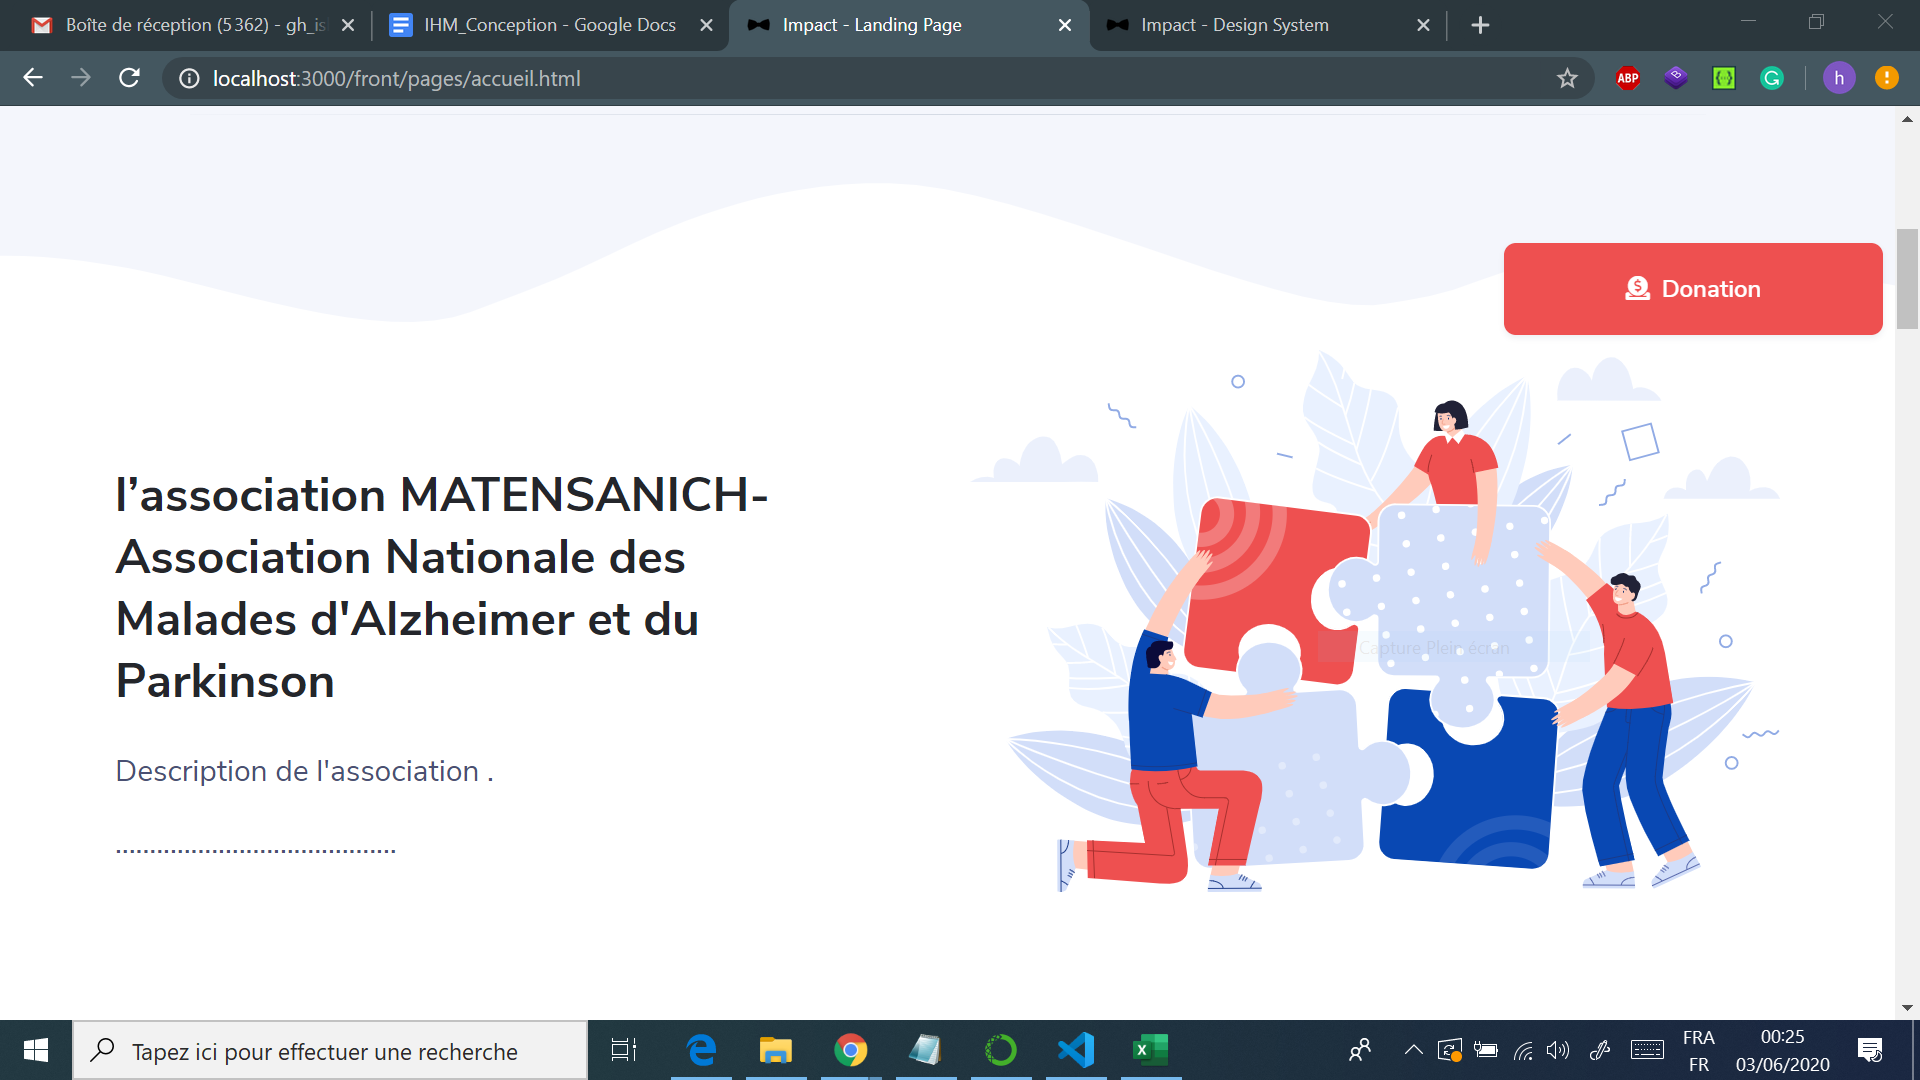 Boîte de réception (5 362) - gh_is
IHM_Conception - Google Docs
Impact - Landing Page
Impact - Design System
localhost:3000/front/pages/accueil.html
ABP
h
Donation
l’association MATENSANICH-
Association Nationale des
Malades d'Alzheimer et du
Parkinson
Description de l'association .
.........................................
Capture Plein écran
Tapez ici pour effectuer une recherche
FRA
FR
00:25
03/06/2020